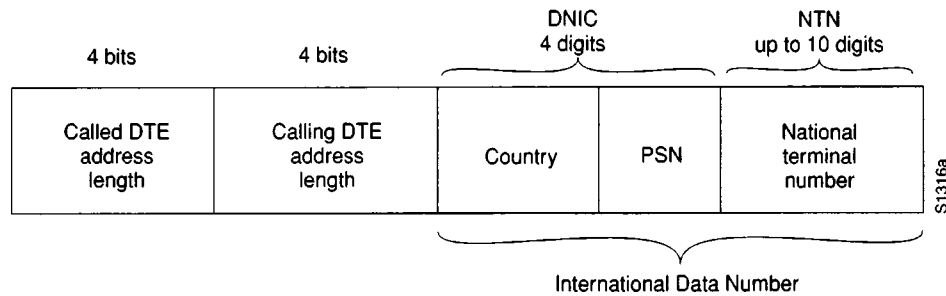 DNIC
4 digits
NTN
up to 10 digits
4 bits
4 bits
Called DTE
address
length
Calling DTE
address
length
Country
PSN
National
terminal
number
S1316a
International Data Number